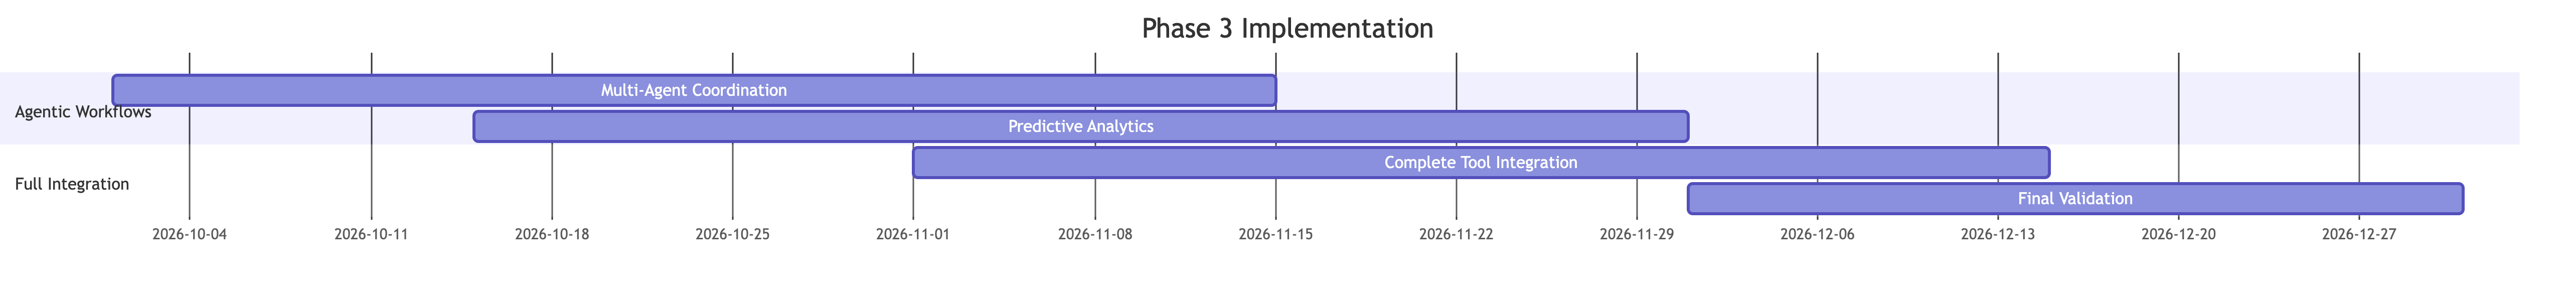 Phase 3 Implementation
Multi-Agent Coordination
Agentic Workflows
Predictive Analytics
Complete Tool Integration
Full Integration
Final Validation
2026-10-04 2026-10-11 2026-10-18 2026-10-25 2026-11-01 2026-11-08 2026-11-15 2026-11-22 2026-11-29 2026-12-06 2026-12-13 2026-12-20 2026-12-27